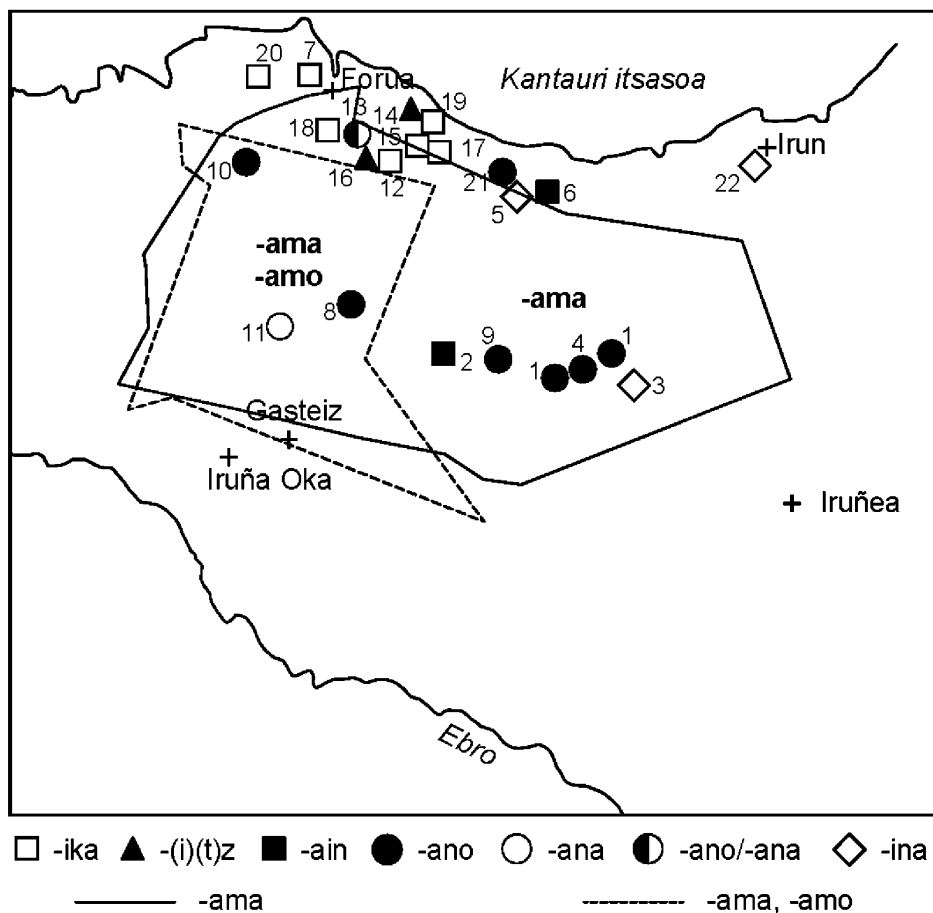 20 7
Forua
Kantauri itsasoa
13 14 19
18 15 17
Irun
16 12
10 21 6 22
5
-ama
-amo
-ama
8
11
9 4 1
2 1 3
Gasteiz
Iruña Oka
Iruñea
Ebro
-ika -(i)(t)z -ain -ano -ana -ano/-ana -ina
-ama -ama, -amo